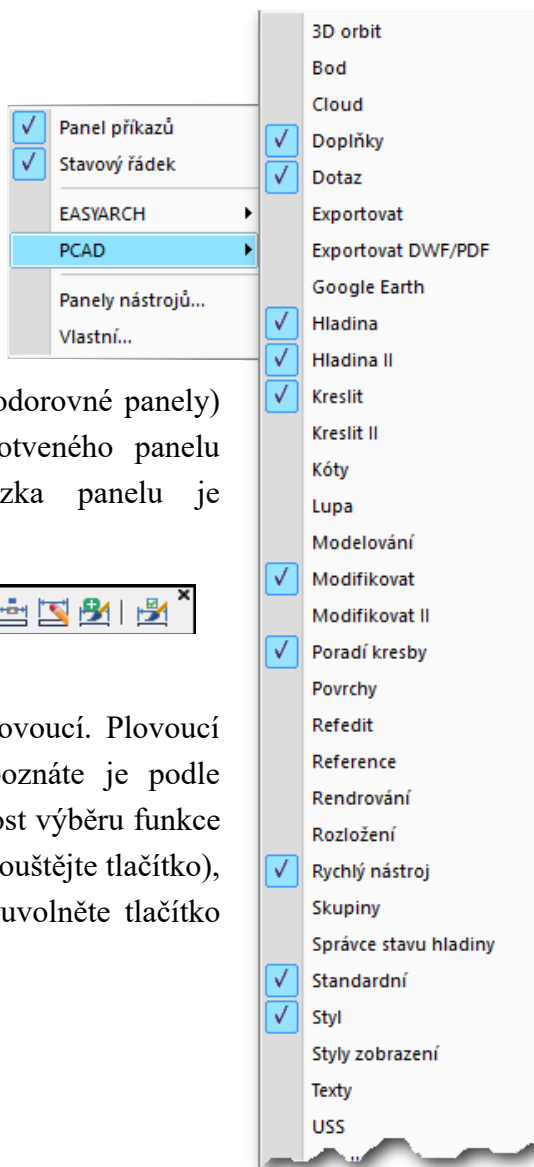 Panel příkazů
Stavový řádek
EASYARCH
PCAD
Panely nástrojů...
Vlastní...
3D orbit
Bod
Cloud
Doplňky
Dotaz
Exportovat
Exportovat DWF/PDF
Google Earth
Hladina
Hladina II
Kreslit
Kreslit II
Kóty
Lupa
Modelování
Modifikovat
Modifikovat II
Poradí kresby
Povrchy
Refedit
Reference
Rendrování
Rozložení
Rychlý nástroj
Skupiny
Správce stavu hladiny
Standardní
Styl
Styly zobrazení
Texty
USS
odorovné panely)
otveného panelu
zka panelu je
ovoucí. Plovoucí
poznáte je podle
ost výběru funkce
ouštějte tlačítko),
uvolněte tlačítko